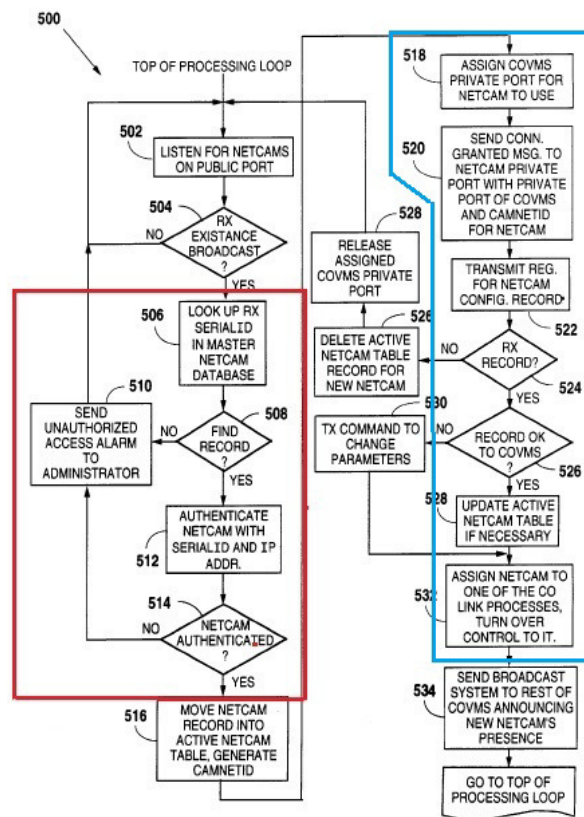 500
TOP OF PROCESSING LOOP
502
LISTEN FOR NETCAMS
ON PUBLIC PORT
504
RX
EXISTANCE
BROADCAST
?
NO
YES
506
LOOK UP RX
SERIALID
IN MASTER
NETCAM
DATABASE
510
SEND
UNAUTHORIZED
ACCESS ALARM
TO
ADMINISTRATOR
508
FIND
RECORD
?
NO
YES
512
AUTHENTICATE
NETCAM WITH
SERIALID AND IP
ADDR.
514
NETCAM
AUTHENTICATED
?
NO
YES
516
MOVE NETCAM
RECORD INTO
ACTIVE NETCAM
TABLE, GENERATE
CAMNETID
518
ASSIGN COVMS
PRIVATE PORT FOR
NETCAM TO USE
520
SEND CONN.
GRANTED MSG. TO
NETCAM PRIVATE
PORT WITH PRIVATE
PORT OF COVMS
AND CAMNETID
FOR NETCAM
528
RELEASE
ASSIGNED
COVMS PRIVATE
PORT
TRANSMIT REG.
FOR NETCAM
CONFIG. RECORD
522
526
DELETE ACTIVE
NETCAM TABLE
RECORD FOR
NEW NETCAM
NO
RX
RECORD?
524
YES
530
TX COMMAND TO
CHANGE
PARAMETERS
NO
RECORD OK
TO COVMS
?
526
YES
528
UPDATE ACTIVE
NETCAM TABLE
IF NECESSARY
532
ASSIGN NETCAM TO
ONE OF THE CO
LINK PROCESSES,
TURN OVER
CONTROL TO IT.
534
SEND BROADCAST
SYSTEM TO REST OF
COVMS ANNOUNCING
NEW NETCAM'S
PRESENCE
GO TO TOP OF
PROCESSING LOOP